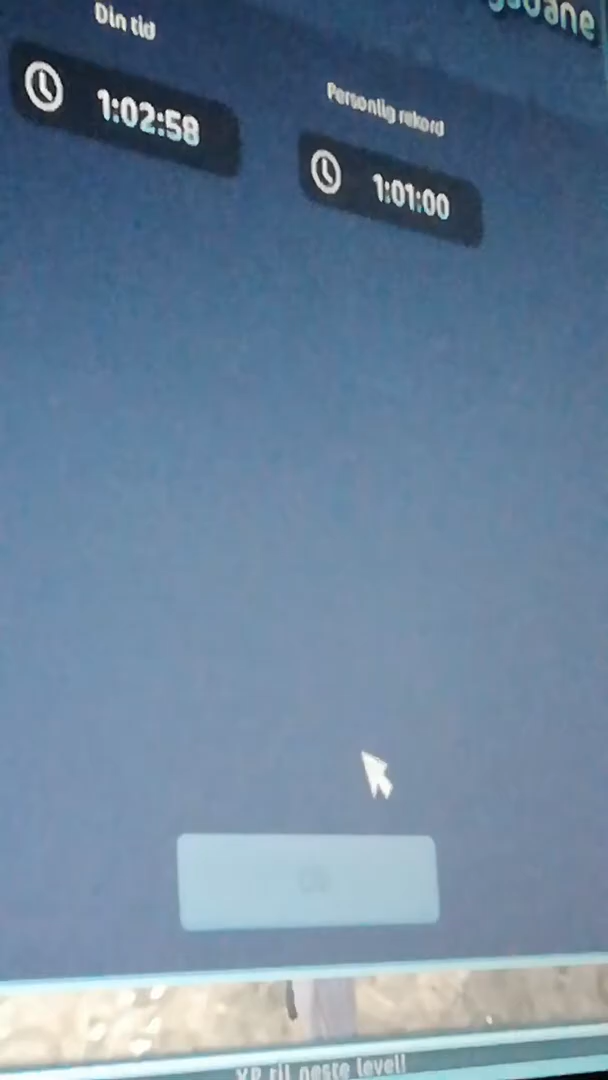 Din tid
1:02:58
Personlig rekord
1:01:00
XP til neste level!